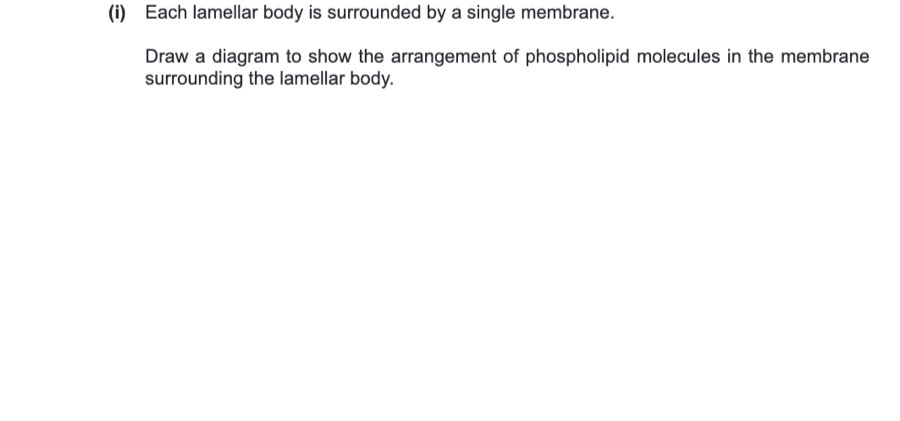 (i) Each lamellar body is surrounded by a single membrane.
Draw a diagram to show the arrangement of phospholipid molecules in the membrane
surrounding the lamellar body.